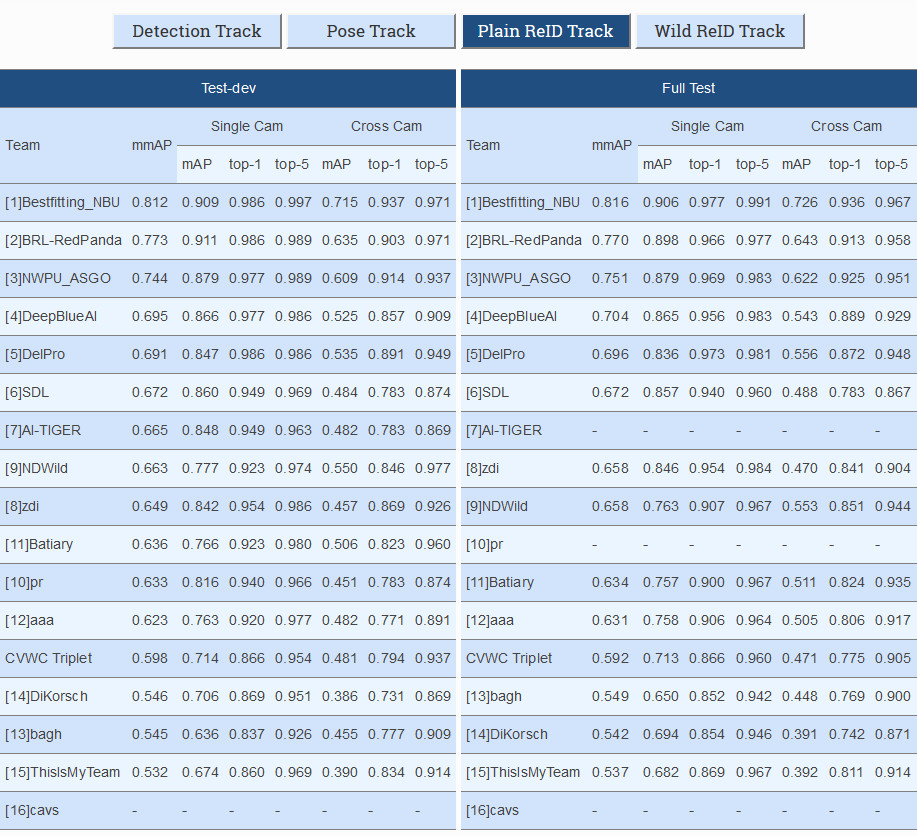 Detection Track Pose Track Plain ReID Track Wild ReID Track
Test-dev Full Test
Single Cam Cross Cam Single Cam Cross Cam
Team mmAP Team mmAP
mAP top-1 top-5 mAP top-1 top-5 mAP top-1 top-5 mAP top-1 top-5
[1]Bestfitting_NBU 0.812 0.909 0.986 0.997 0.715 0.937 0.971 [1]Bestfitting_NBU 0.816 0.906 0.977 0.991 0.726 0.936 0.967
[2]BRL-RedPanda 0.773 0.911 0.986 0.989 0.635 0.903 0.971 [2]BRL-RedPanda 0.770 0.898 0.966 0.977 0.643 0.913 0.958
[3]NWPU_ASGO 0.744 0.879 0.977 0.989 0.609 0.914 0.937 [3]NWPU_ASGO 0.751 0.879 0.969 0.983 0.622 0.925 0.951
[4]DeepBlueAI 0.695 0.866 0.977 0.986 0.525 0.857 0.909 [4]DeepBlueAI 0.704 0.865 0.956 0.983 0.543 0.889 0.929
[5]DelPro 0.691 0.847 0.986 0.986 0.535 0.891 0.949 [5]DelPro 0.696 0.836 0.973 0.981 0.556 0.872 0.948
[6]SDL 0.672 0.860 0.949 0.969 0.484 0.783 0.874 [6]SDL 0.672 0.857 0.940 0.960 0.488 0.783 0.867
[7]AI-TIGER 0.665 0.848 0.949 0.963 0.482 0.783 0.869 [7]AI-TIGER - - - - - - -
[9]NDWild 0.663 0.777 0.923 0.974 0.550 0.846 0.977 [8]zdi 0.658 0.846 0.954 0.984 0.470 0.841 0.904
[8]zdi 0.649 0.842 0.954 0.986 0.457 0.869 0.926 [9]NDWild 0.658 0.763 0.907 0.967 0.553 0.851 0.944
[11]Batiary 0.636 0.766 0.923 0.980 0.506 0.823 0.960 [10]pr - - - - - - -
[10]pr 0.633 0.816 0.940 0.966 0.451 0.783 0.874 [11]Batiary 0.634 0.757 0.900 0.967 0.511 0.824 0.935
[12]aaa 0.623 0.763 0.920 0.977 0.482 0.771 0.891 [12]aaa 0.631 0.758 0.906 0.964 0.505 0.806 0.917
CVWC Triplet 0.598 0.714 0.866 0.954 0.481 0.794 0.937 CVWC Triplet 0.592 0.713 0.866 0.960 0.471 0.775 0.905
[14]DiKorsch 0.546 0.706 0.869 0.951 0.386 0.731 0.869 [13]bagh 0.549 0.650 0.852 0.942 0.448 0.769 0.900
[13]bagh 0.545 0.636 0.837 0.926 0.455 0.777 0.909 [14]DiKorsch 0.542 0.694 0.854 0.946 0.391 0.742 0.871
[15]ThisIsMyTeam 0.532 0.674 0.860 0.969 0.390 0.834 0.914 [15]ThisIsMyTeam 0.537 0.682 0.869 0.967 0.392 0.811 0.914
[16]cavs - - - - - - - [16]cavs - - - - - - -